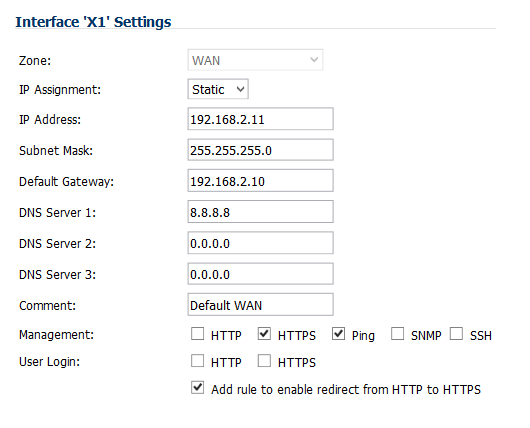 Interface 'X1' Settings
Zone: WAN
IP Assignment: Static
IP Address: 192.168.2.11
Subnet Mask: 255.255.255.0
Default Gateway: 192.168.2.10
DNS Server 1: 8.8.8.8
DNS Server 2: 0.0.0.0
DNS Server 3: 0.0.0.0
Comment: Default WAN
Management: HTTP HTTPS Ping SNMP SSH
User Login: HTTP HTTPS
Add rule to enable redirect from HTTP to HTTPS